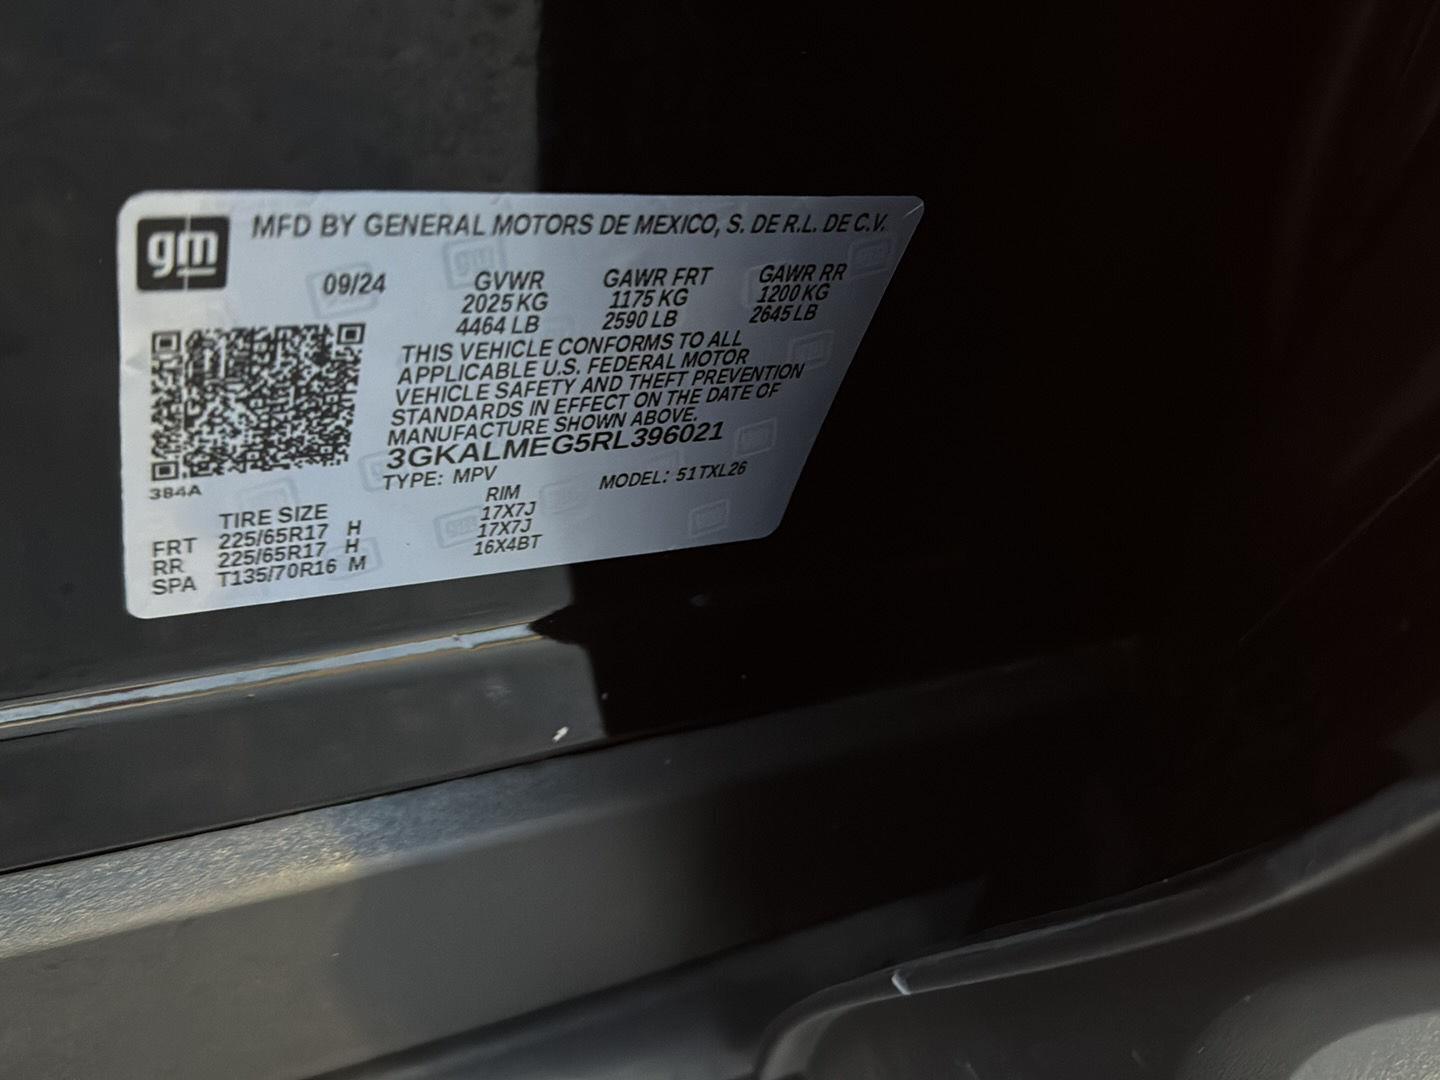 gm MFD BY GENERAL MOTORS DE MEXICO, S. DE R.L. DE C.V.
09/24 GVWR GAWR FRT GAWR RR
2025 KG 1175 KG 1200 KG
4464 LB 2590 LB 2645 LB
THIS VEHICLE CONFORMS TO ALL
APPLICABLE U.S. FEDERAL MOTOR
VEHICLE SAFETY AND THEFT PREVENTION
STANDARDS IN EFFECT ON THE DATE OF
MANUFACTURE SHOWN ABOVE.
3GKALMEG5RL396021
TYPE: MPV MODEL: 51TXL26
384A
TIRE SIZE RIM
FRT 225/65R17 H 17X7J
RR 225/65R17 H 17X7J
SPA T135/70R16 M 16X4BT